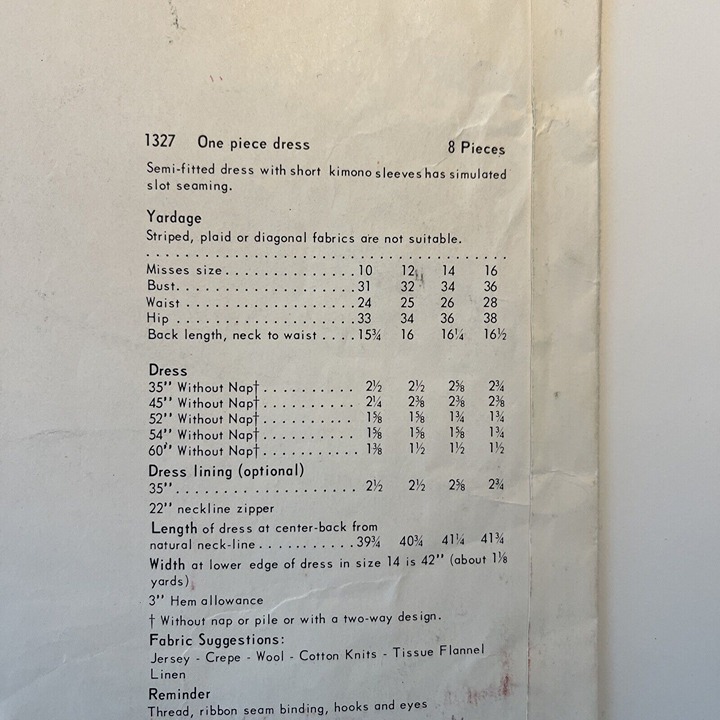 1327 One piece dress 8 Pieces
Semi-fitted dress with short kimono sleeves has simulated
slot seaming.
Yardage
Striped, plaid or diagonal fabrics are not suitable.
Misses size..............10 12 14 16
Bust....................31 32 34 36
Waist..................24 25 26 28
Hip....................33 34 36 38
Back length, neck to waist....15¾ 16 16¼ 16½
Dress
35'' Without Nap†.......... 2½ 2½ 2⅝ 2¾
45'' Without Nap†.......... 2¼ 2⅜ 2⅜ 2⅜
52'' Without Nap†.......... 1⅝ 1⅝ 1¾ 1¾
54'' Without Nap†.......... 1⅝ 1⅝ 1⅝ 1¾
60'' Without Nap†.......... 1⅜ 1½ 1½ 1½
Dress lining (optional)
35''................... 2½ 2½ 2⅝ 2¾
22'' neckline zipper
Length of dress at center-back from
natural neck-line...........39¾ 40¾ 41¼ 41¾
Width at lower edge of dress in size 14 is 42'' (about 1⅛
yards)
3'' Hem allowance
† Without nap or pile or with a two-way design.
Fabric Suggestions:
Jersey - Crepe - Wool - Cotton Knits - Tissue Flannel
Linen
Reminder
Thread, ribbon seam binding, hooks and eyes